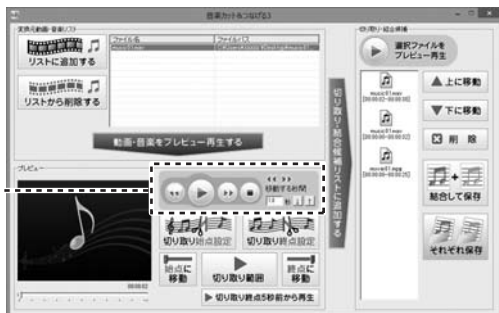 音楽カット&つなげる3
変換元動画・音楽リスト
リストに追加する
リストから削除する
ファイル名
ファイルパス
music01.wav
動画・音楽をプレビュー再生する
プレビュー
00:00:02
移動する秒間
10
秒
切り取り始点設定
切り取り終点設定
始点に
移動
切り取り範囲
終点に
移動
切り取り終点5秒前から再生
切り取り・結合候補リストに追加する
切り取り・結合候補
選択ファイルを
プレビュー再生
上に移動
下に移動
削 除
結合して保存
それぞれ保存